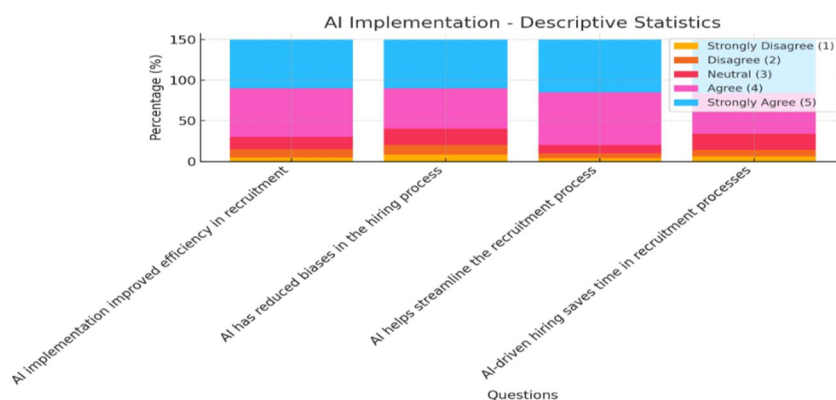 AI Implementation - Descriptive Statistics
Strongly Disagree (1)
Disagree (2)
Neutral (3)
Agree (4)
Strongly Agree (5)
Percentage (%)
150
100
50
0
AI implementation improved efficiency in recruitment
AI has reduced biases in the hiring process
AI helps streamline the recruitment process
AI-driven hiring saves time in recruitment processes
Questions